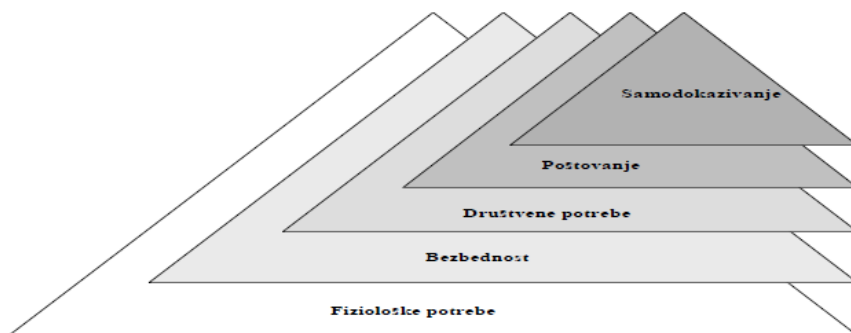 Samodokazivanje
Poštovanje
Društvene potrebe
Bezbednost
Fiziološke potrebe